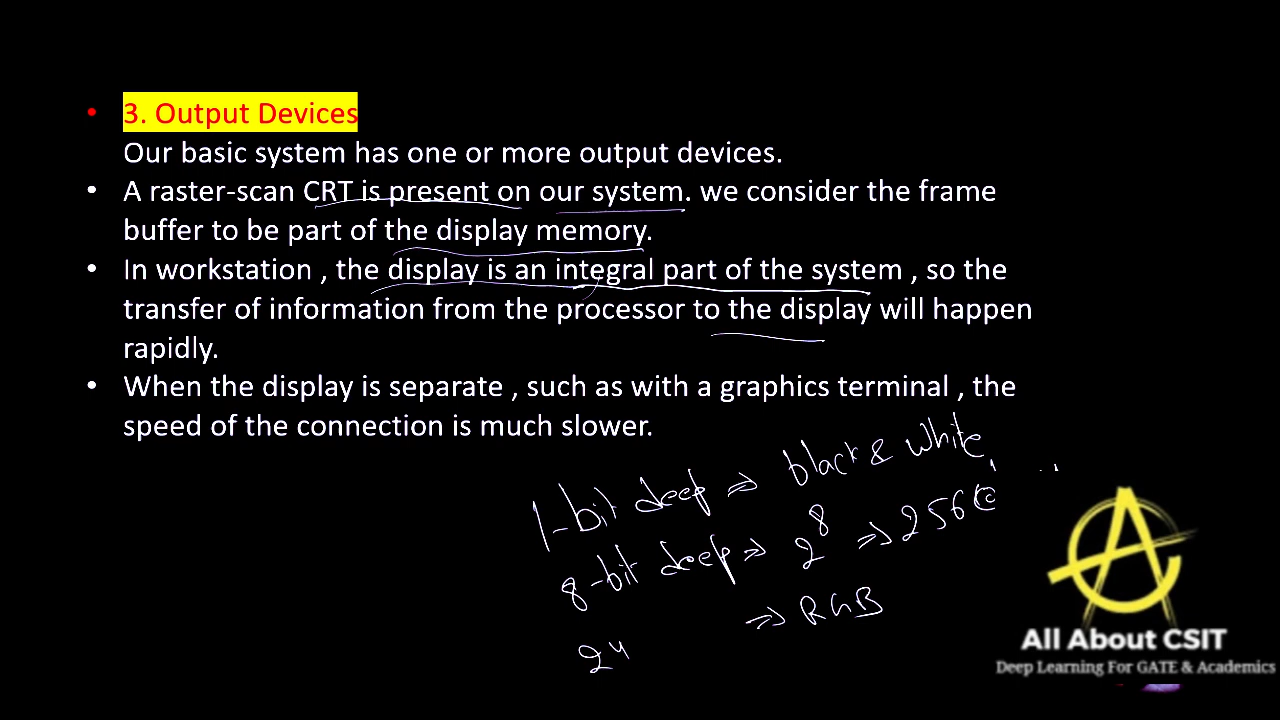 • 3. Output Devices
Our basic system has one or more output devices.
• A raster-scan CRT is present on our system. we consider the frame
buffer to be part of the display memory.
• In workstation , the display is an integral part of the system , so the
transfer of information from the processor to the display will happen
rapidly.
• When the display is separate , such as with a graphics terminal , the
speed of the connection is much slower.
1-bit deep ⇒ black & white
8-bit deep ⇒ 2⁸ ⇒ 256
⇒ RGB
24
All About CSIT
Deep Learning For GATE & Academics